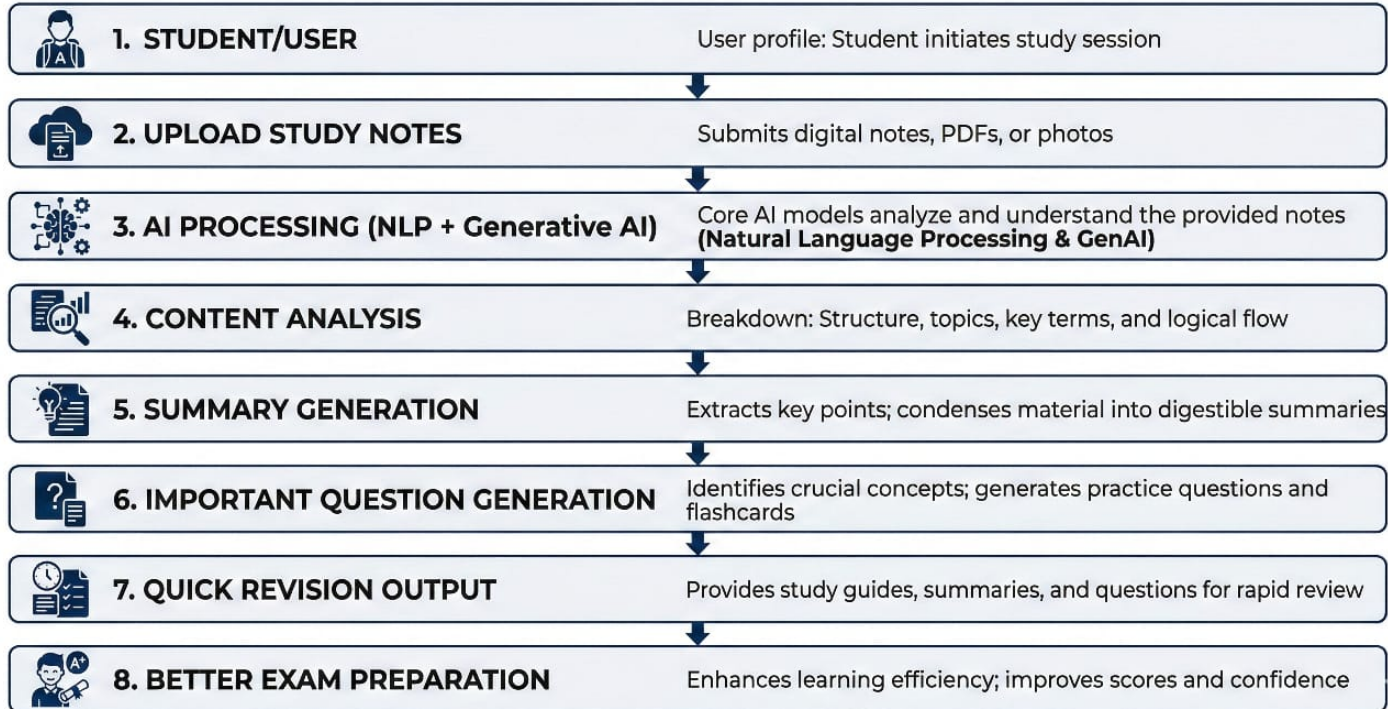 1. STUDENT/USER
User profile: Student initiates study session
2. UPLOAD STUDY NOTES
Submits digital notes, PDFs, or photos
3. AI PROCESSING (NLP + Generative AI)
Core AI models analyze and understand the provided notes
(Natural Language Processing & GenAI)
4. CONTENT ANALYSIS
Breakdown: Structure, topics, key terms, and logical flow
5. SUMMARY GENERATION
Extracts key points; condenses material into digestible summaries
6. IMPORTANT QUESTION GENERATION
Identifies crucial concepts; generates practice questions and
flashcards
7. QUICK REVISION OUTPUT
Provides study guides, summaries, and questions for rapid review
A+
8. BETTER EXAM PREPARATION
Enhances learning efficiency; improves scores and confidence